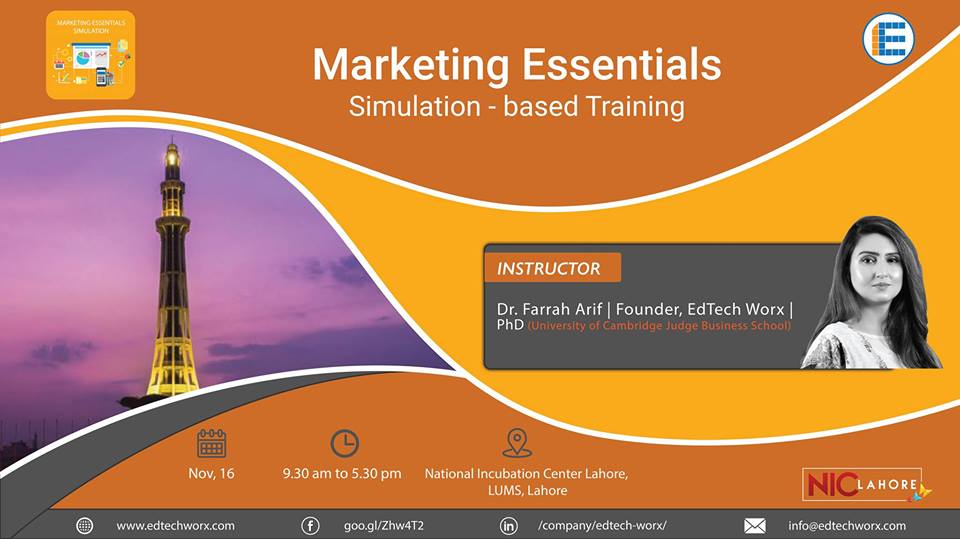 MARKETING ESSENTIALS
SIMULATION
Marketing Essentials
Simulation - based Training
E
INSTRUCTOR
Dr. Farrah Arif | Founder, EdTech Worx |
PhD (University of Cambridge Judge Business School)
Nov, 16
9.30 am to 5.30 pm
National Incubation Center Lahore,
LUMS, Lahore
NIC LAHORE
www.edtechworx.com
f
goo.gl/Zhw4T2
in
/company/edtech-worx/
info@edtechworx.com